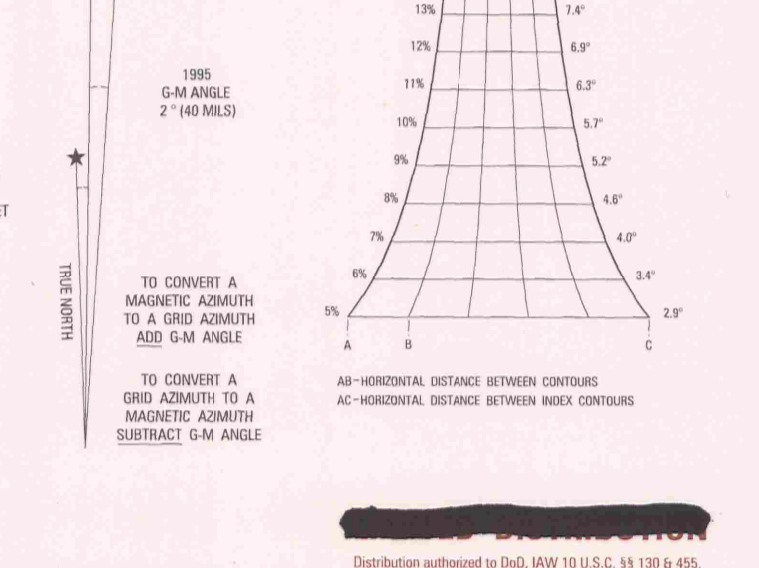 1995
G-M ANGLE
2° (40 MILS)
TRUE NORTH
TO CONVERT A
MAGNETIC AZIMUTH
TO A GRID AZIMUTH
ADD G-M ANGLE
TO CONVERT A
GRID AZIMUTH TO A
MAGNETIC AZIMUTH
SUBTRACT G-M ANGLE
13% 7.4°
12% 6.9°
11% 6.3°
10% 5.7°
9% 5.2°
8% 4.6°
7% 4.0°
6% 3.4°
5% 2.9°
A B C
AB-HORIZONTAL DISTANCE BETWEEN CONTOURS
AC-HORIZONTAL DISTANCE BETWEEN INDEX CONTOURS
DISTRIBUTION
Distribution authorized to DoD, IAW 10 U.S.C. §§ 130 & 455.